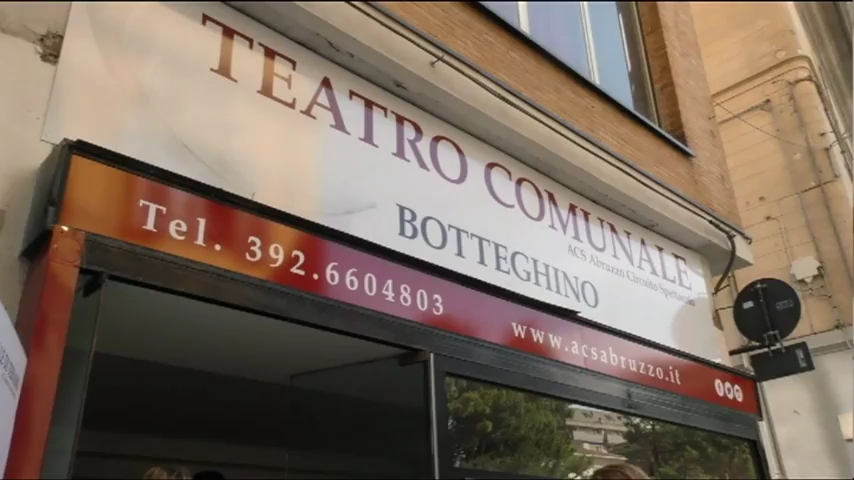 TEATRO COMUNALE
ACS Abruzzo Circuito Spettacolo
BOTTEGHINO
Tel. 392.6604803
www.acsabruzzo.it